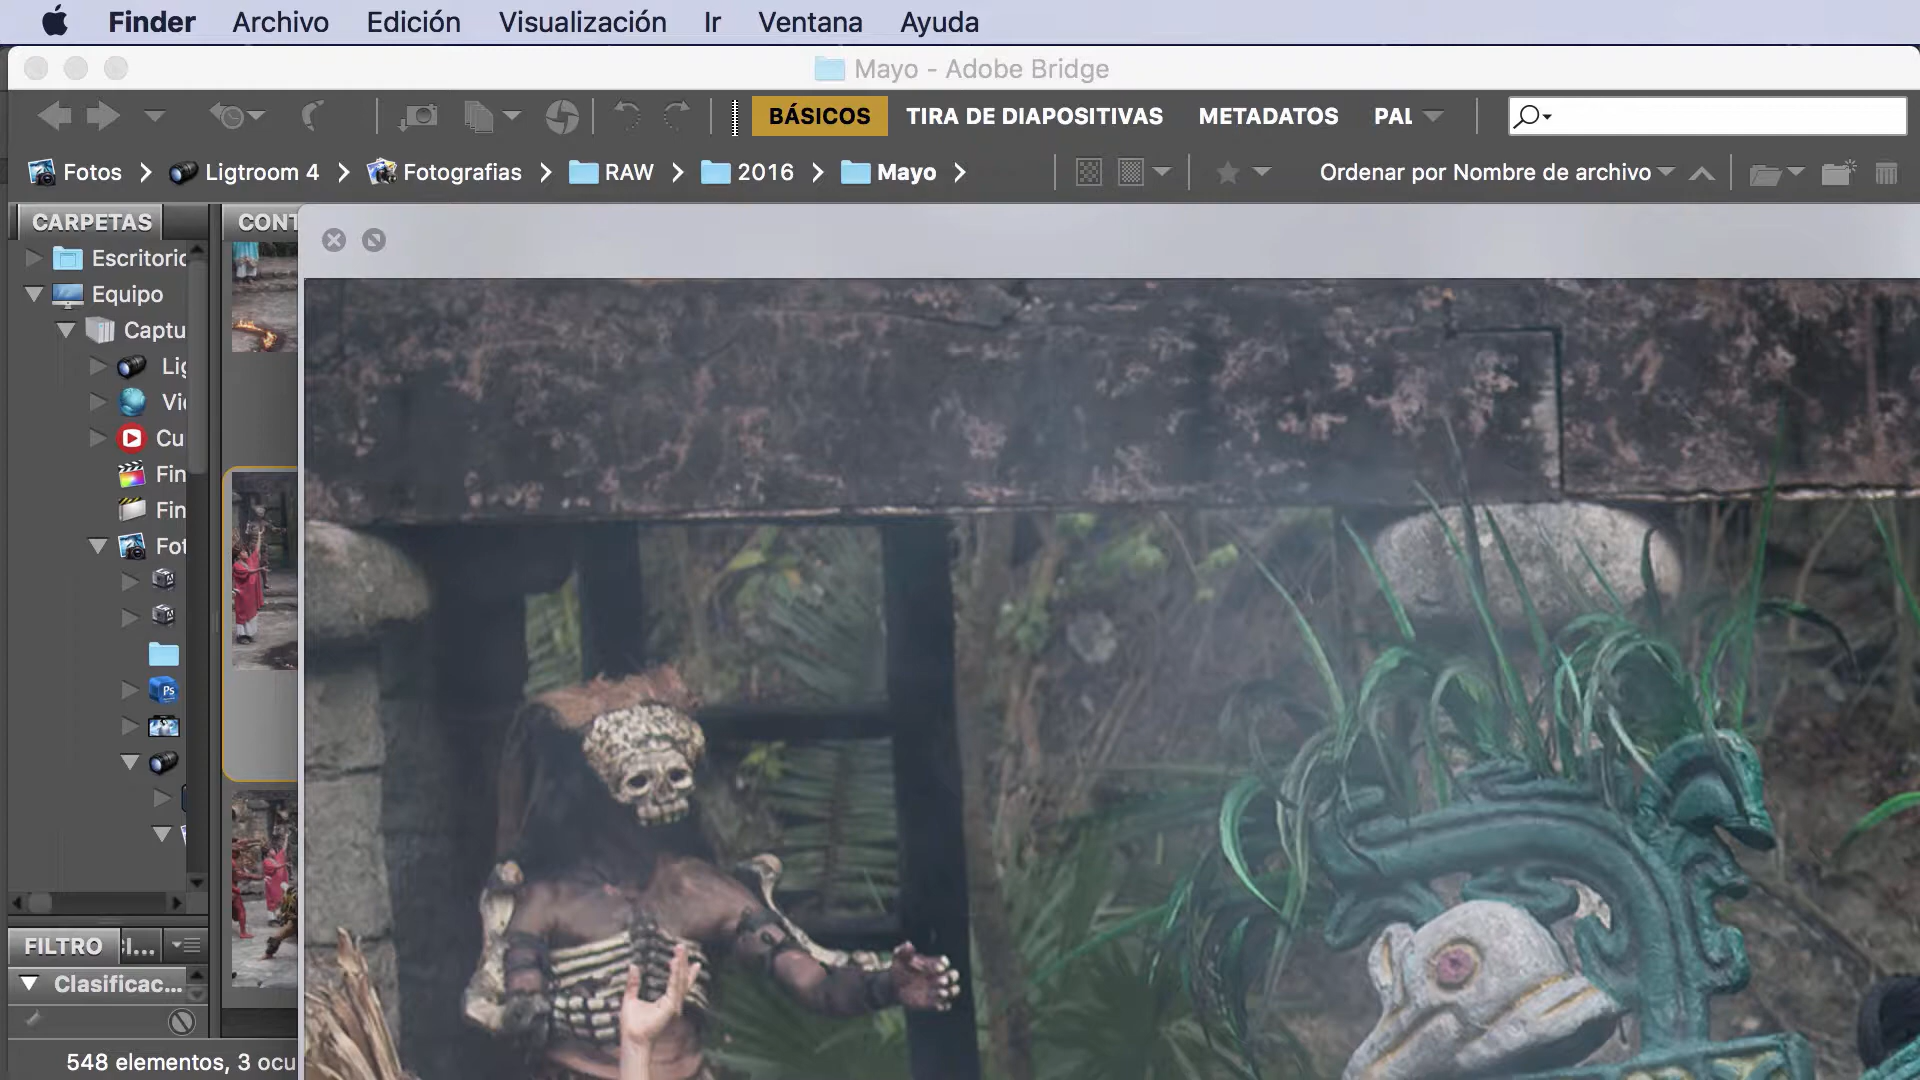 Finder Archivo Edición Visualización Ir Ventana Ayuda
Mayo - Adobe Bridge
BÁSICOS TIRA DE DIAPOSITIVAS METADATOS PAL
Fotos Ligtroom 4 Fotografias RAW 2016 Mayo Ordenar por Nombre de archivo
CARPETAS CONT
Escritoric
Equipo
Captu
Lig
Vi
Cu
Fin
Fin
Fot
Ps
FILTRO
Clasificac...
548 elementos, 3 ocu